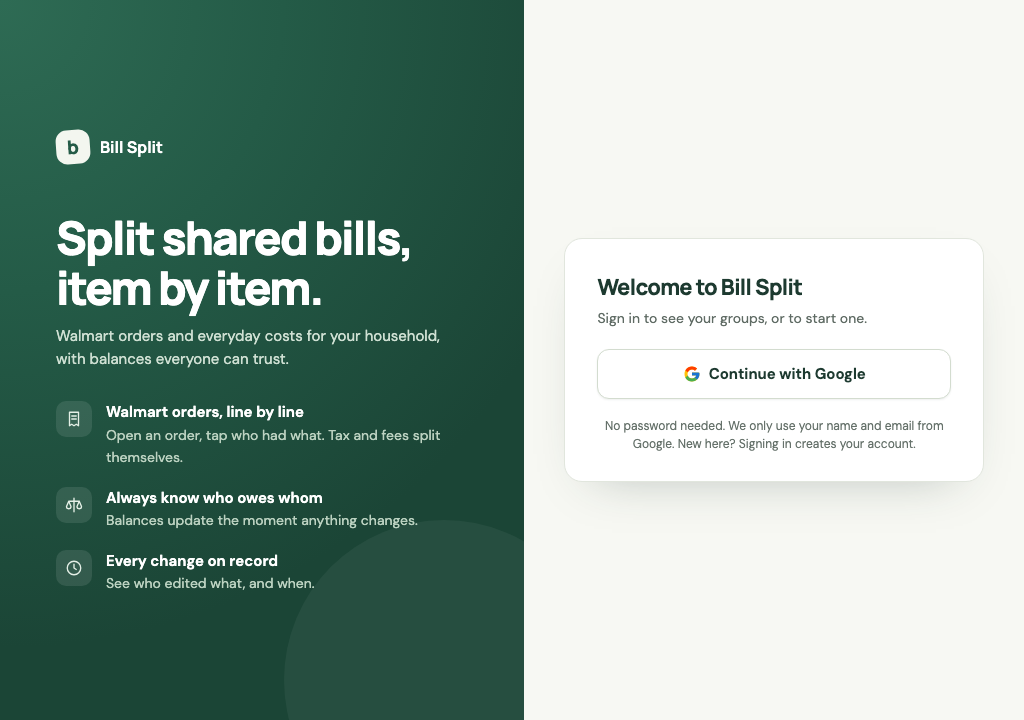 b
Bill Split
Split shared bills,
item by item.
Walmart orders and everyday costs for your household,
with balances everyone can trust.
Walmart orders, line by line
Open an order, tap who had what. Tax and fees split
themselves.
Always know who owes whom
Balances update the moment anything changes.
Every change on record
See who edited what, and when.
Welcome to Bill Split
Sign in to see your groups, or to start one.
Continue with Google
No password needed. We only use your name and email from
Google. New here? Signing in creates your account.